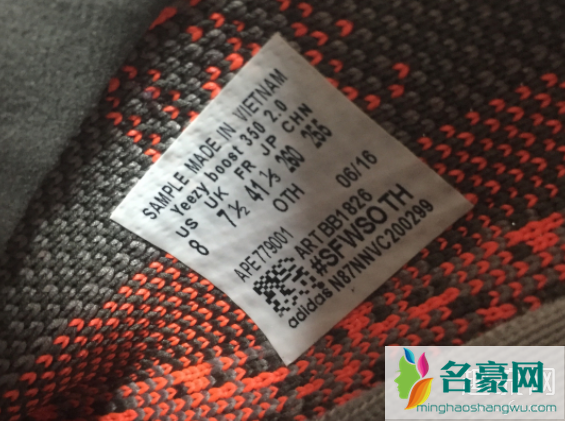 SAMPLE MADE IN VIETNAM
Yeezy boost 350 2.0
US UK FR JP CHN
8 7½ 41⅓ 260 255
OTH
APE779001 06/16
ART BB1826
#SFWSOTH
adidas N87NNVC200299
名豪网
minghaoshangwu.com